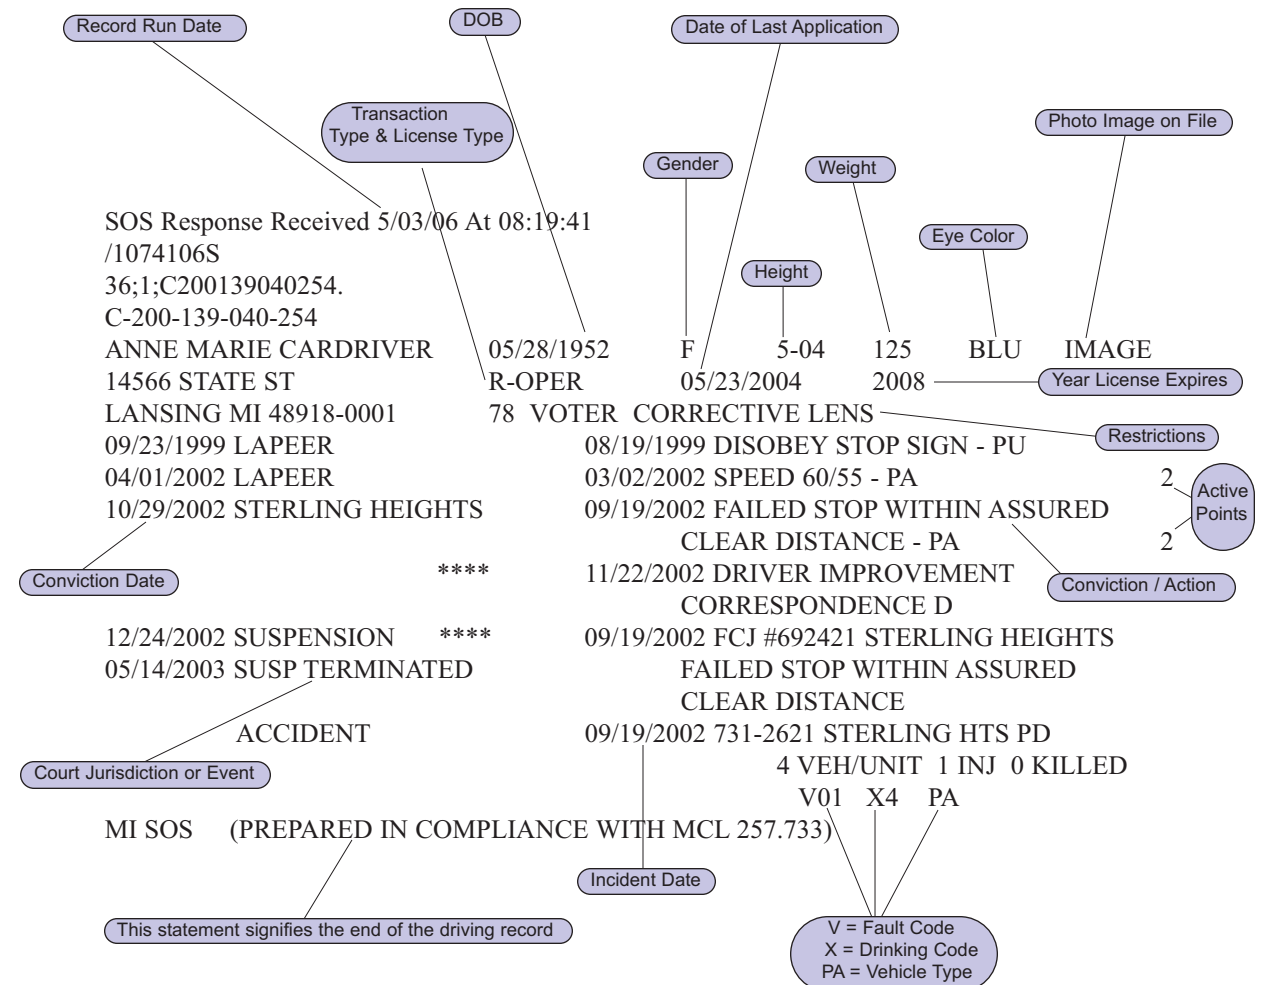 Record Run Date
DOB
Date of Last Application
Transaction
Type & License Type
Photo Image on File
Gender
Weight
Eye Color
Height
SOS Response Received 5/03/06 At 08:19:41
/1074106S
36;1;C200139040254.
C-200-139-040-254
ANNE MARIE CARDRIVER 05/28/1952 F 5-04 125 BLU IMAGE
14566 STATE ST R-OPER 05/23/2004 2008 Year License Expires
LANSING MI 48918-0001 78 VOTER CORRECTIVE LENS
Restrictions
09/23/1999 LAPEER 08/19/1999 DISOBEY STOP SIGN - PU
04/01/2002 LAPEER 03/02/2002 SPEED 60/55 - PA 2
Active
Points
10/29/2002 STERLING HEIGHTS 09/19/2002 FAILED STOP WITHIN ASSURED
CLEAR DISTANCE - PA 2
Conviction Date
**** 11/22/2002 DRIVER IMPROVEMENT
Conviction / Action
CORRESPONDENCE D
12/24/2002 SUSPENSION **** 09/19/2002 FCJ #692421 STERLING HEIGHTS
05/14/2003 SUSP TERMINATED FAILED STOP WITHIN ASSURED
CLEAR DISTANCE
ACCIDENT 09/19/2002 731-2621 STERLING HTS PD
Court Jurisdiction or Event
4 VEH/UNIT 1 INJ 0 KILLED
V01 X4 PA
MI SOS (PREPARED IN COMPLIANCE WITH MCL 257.733)
Incident Date
This statement signifies the end of the driving record
V = Fault Code
X = Drinking Code
PA = Vehicle Type